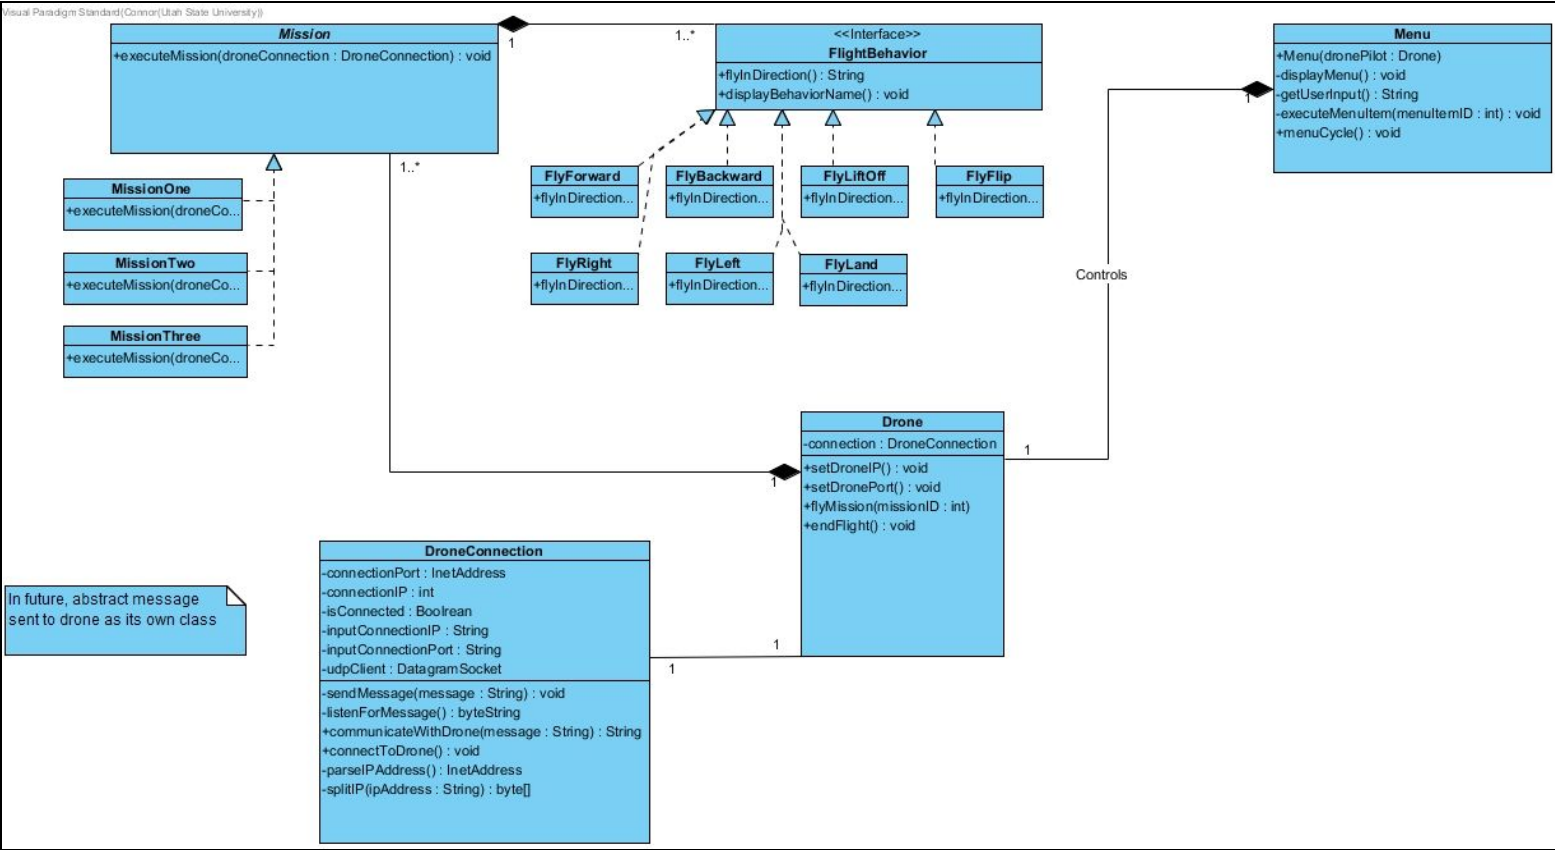 Visual Paradigm Standard(Connor(Utah State University))
Mission
+executeMission(droneConnection : DroneConnection) : void
1
1..*
<<Interface>>
FlightBehavior
+flyInDirection() : String
+displayBehaviorName() : void
Menu
+Menu(dronePilot : Drone)
-displayMenu() : void
-getUserInput() : String
-executeMenuItem(menuItemID : int) : void
+menuCycle() : void
1
1..*
MissionOne
+executeMission(droneCo...
MissionTwo
+executeMission(droneCo...
MissionThree
+executeMission(droneCo...
FlyForward
+flyInDirection...
FlyBackward
+flyInDirection...
FlyLiftOff
+flyInDirection...
FlyFlip
+flyInDirection...
FlyRight
+flyInDirection...
FlyLeft
+flyInDirection...
FlyLand
+flyInDirection...
Controls
Drone
-connection : DroneConnection
+setDroneIP() : void
+setDronePort() : void
+flyMission(missionID : int)
+endFlight() : void
1
1
DroneConnection
-connectionPort : InetAddress
-connectionIP : int
-isConnected : Boolrean
-inputConnectionIP : String
-inputConnectionPort : String
-udpClient : DatagramSocket
-sendMessage(message : String) : void
-listenForMessage() : byteString
+communicateWithDrone(message : String) : String
+connectToDrone() : void
-parseIPAddress() : InetAddress
-splitIP(ipAddress : String) : byte[]
1
1
In future, abstract message
sent to drone as its own class